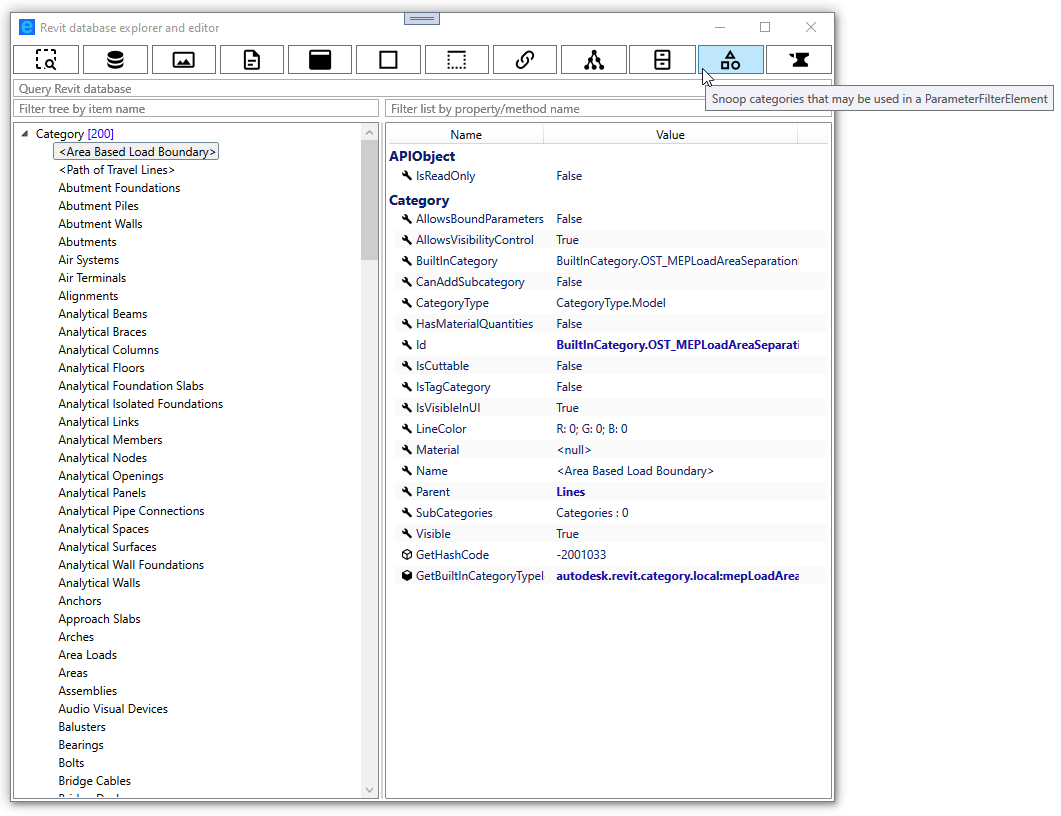 Revit database explorer and editor
Query Revit database
Snoop categories that may be used in a ParameterFilterElement
Filter tree by item name
Filter list by property/method name
Category [200]
<Area Based Load Boundary>
<Path of Travel Lines>
Abutment Foundations
Abutment Piles
Abutment Walls
Abutments
Air Systems
Air Terminals
Alignments
Analytical Beams
Analytical Braces
Analytical Columns
Analytical Floors
Analytical Foundation Slabs
Analytical Isolated Foundations
Analytical Links
Analytical Members
Analytical Nodes
Analytical Openings
Analytical Panels
Analytical Pipe Connections
Analytical Spaces
Analytical Surfaces
Analytical Wall Foundations
Analytical Walls
Anchors
Approach Slabs
Arches
Area Loads
Areas
Assemblies
Audio Visual Devices
Balusters
Bearings
Bolts
Bridge Cables
Name Value
APIObject
IsReadOnly False
Category
AllowsBoundParameters False
AllowsVisibilityControl True
BuiltInCategory BuiltInCategory.OST_MEPLoadAreaSeparation
CanAddSubcategory False
CategoryType CategoryType.Model
HasMaterialQuantities False
Id BuiltInCategory.OST_MEPLoadAreaSeparati
IsCuttable False
IsTagCategory False
IsVisibleInUI True
LineColor R: 0; G: 0; B: 0
Material <null>
Name <Area Based Load Boundary>
Parent Lines
SubCategories Categories : 0
Visible True
GetHashCode -2001033
GetBuiltInCategoryTypeI autodesk.revit.category.local:mepLoadArea